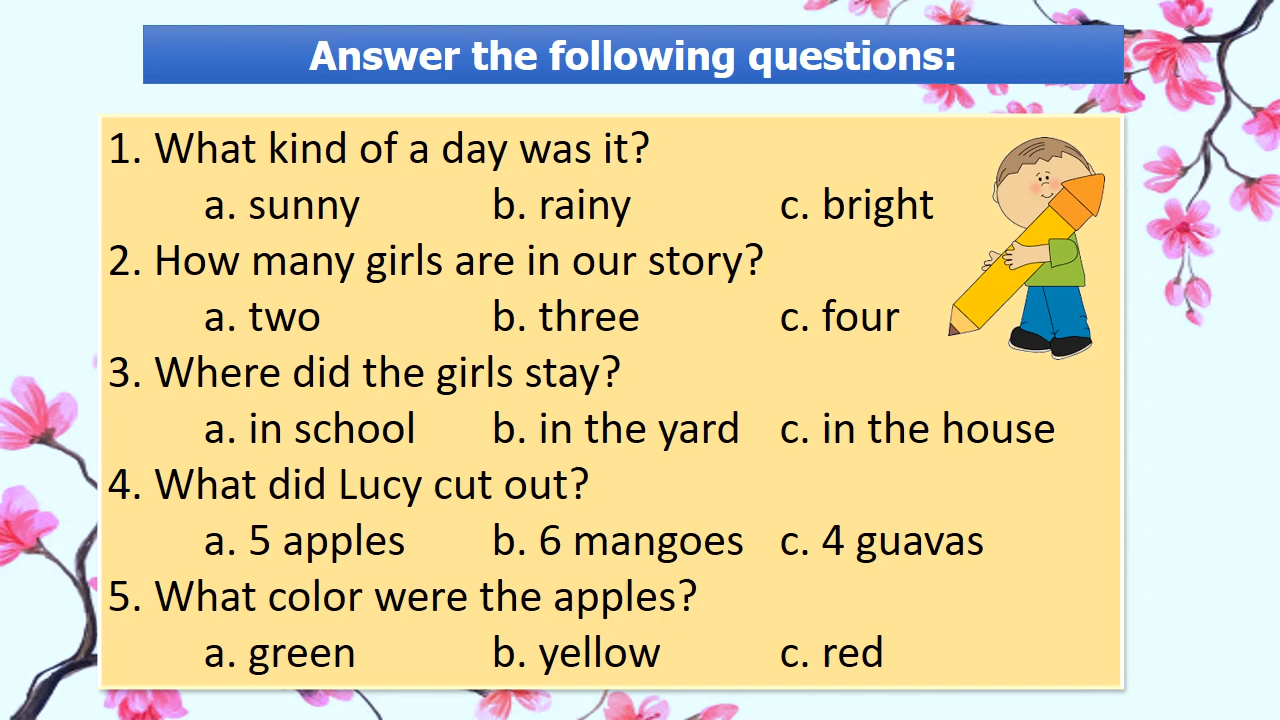 Answer the following questions:
1. What kind of a day was it?
a. sunny b. rainy c. bright
2. How many girls are in our story?
a. two b. three c. four
3. Where did the girls stay?
a. in school b. in the yard c. in the house
4. What did Lucy cut out?
a. 5 apples b. 6 mangoes c. 4 guavas
5. What color were the apples?
a. green b. yellow c. red